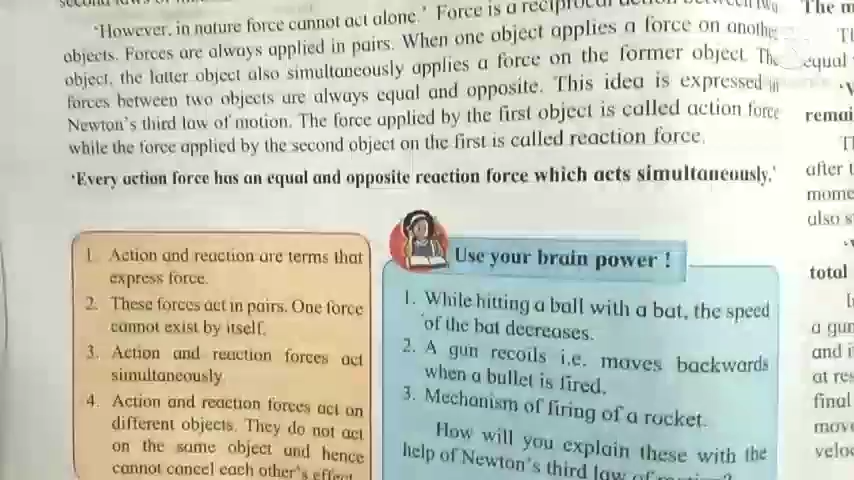 'However, in nature force cannot act alone.' Force is a reciprocal action between two
objects. Forces are always applied in pairs. When one object applies a force on another
object, the latter object also simultaneously applies a force on the former object. The
forces between two objects are always equal and opposite. This idea is expressed in
Newton's third law of motion. The force applied by the first object is called action force
while the force applied by the second object on the first is called reaction force.
'Every action force has an equal and opposite reaction force which acts simultaneously.'
1. Action and reaction are terms that
express force.
2. These forces act in pairs. One force
cannot exist by itself.
3. Action and reaction forces act
simultaneously
4. Action and reaction forces act on
different objects. They do not act
on the same object and hence
cannot cancel each other's effect.
Use your brain power !
1. While hitting a ball with a bat, the speed
of the bat decreases.
2. A gun recoils i.e. moves backwards
when a bullet is fired.
3. Mechanism of firing of a rocket.
How will you explain these with the
help of Newton's third law of motion?
The m
equal
remai
after t
mome
also s
total
a gun
and i
at res
final
move
veloc